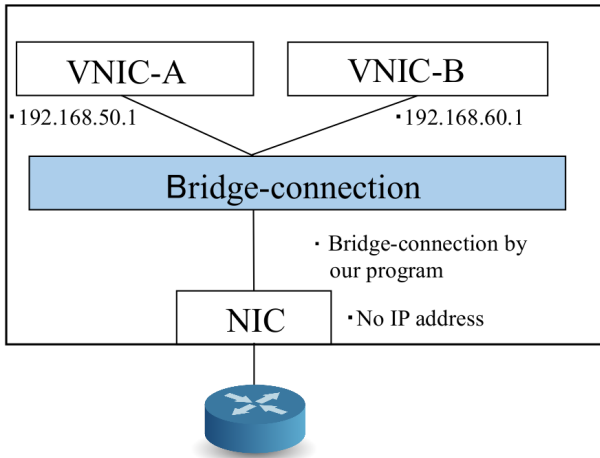 VNIC-A
VNIC-B
・192.168.50.1
・192.168.60.1
Bridge-connection
・ Bridge-connection by
our program
NIC
・No IP address